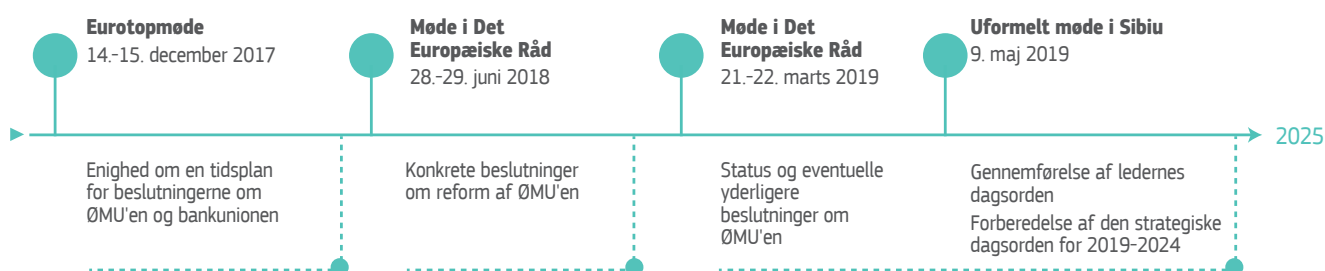 Eurotopmøde
14.-15. december 2017
Møde i Det
Europæiske Råd
28.-29. juni 2018
Møde i Det
Europæiske Råd
21.-22. marts 2019
Uformelt møde i Sibiu
9. maj 2019
2025
Enighed om en tidsplan
for beslutningerne om
ØMU'en og bankunionen
Konkrete beslutninger
om reform af ØMU'en
Status og eventuelle
yderligere
beslutninger om
ØMU'en
Gennemførelse af ledernes
dagsorden
Forberedelse af den strategiske
dagsorden for 2019-2024